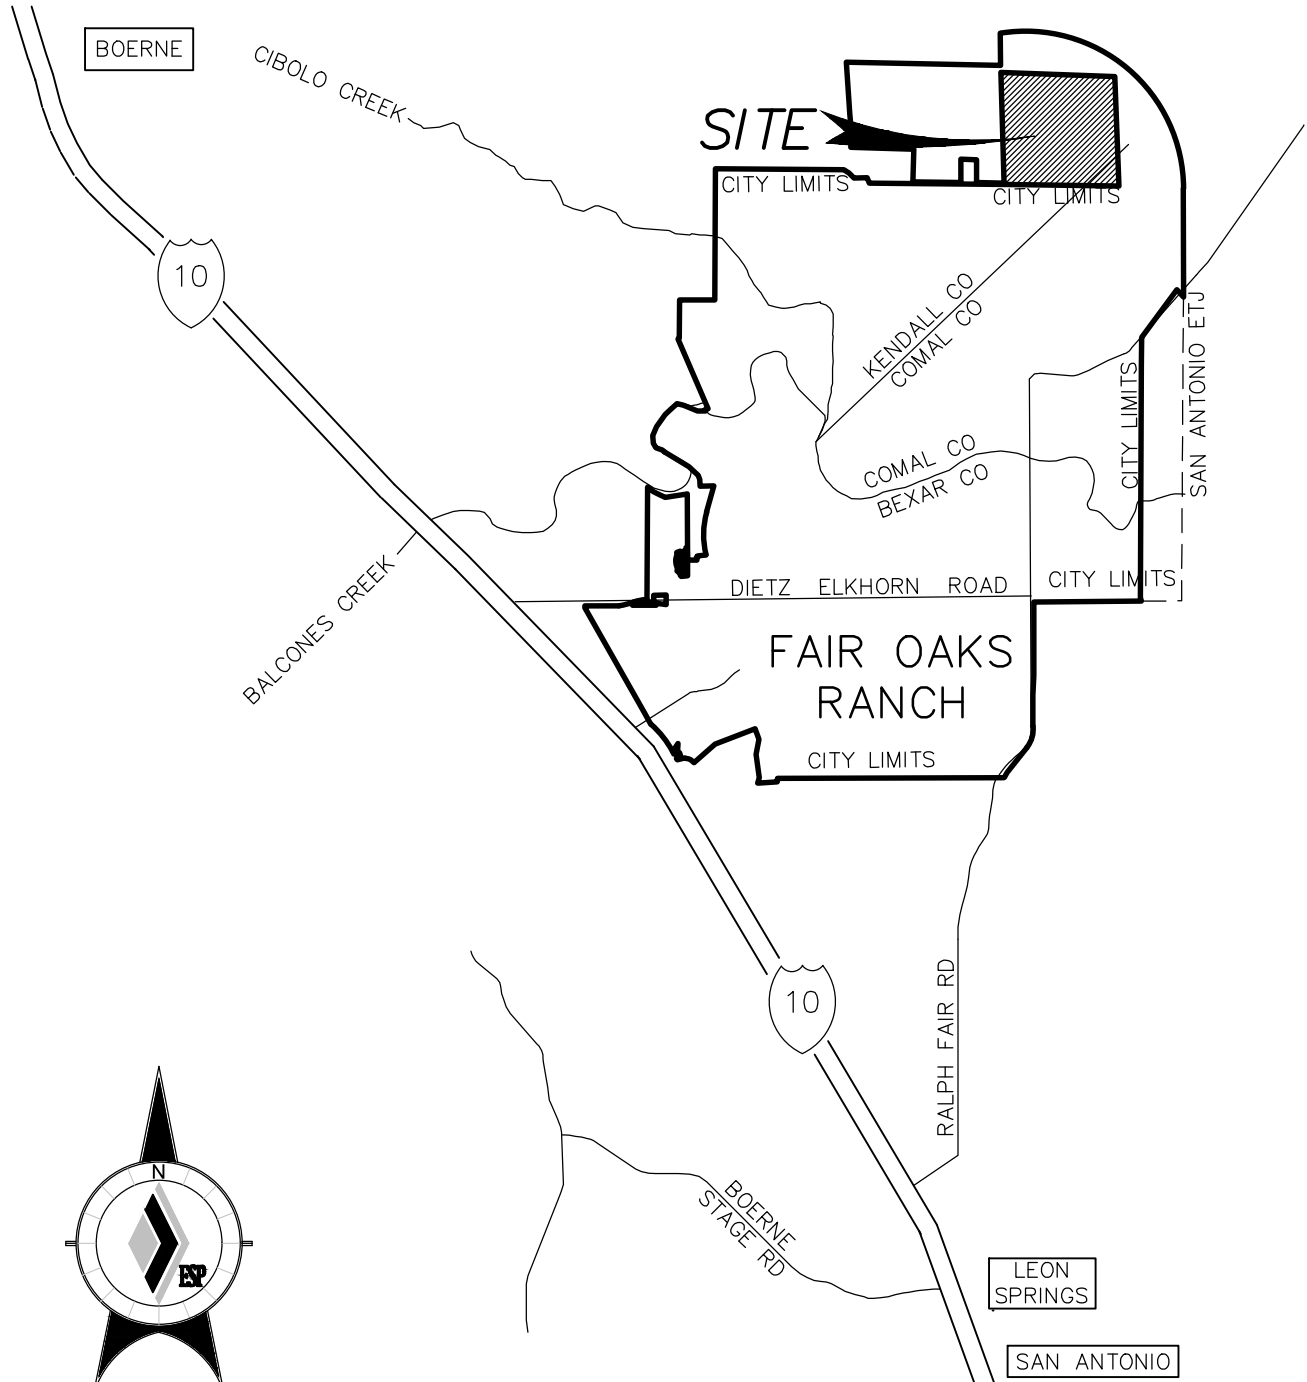 BOERNE
CIBOLO CREEK
SITE
CITY LIMITS
CITY LIMITS
10
KENDALL CO
COMAL CO
SAN ANTONIO ETJ
CITY LIMITS
COMAL CO
BEXAR CO
BALCONES CREEK
DIETZ ELKHORN ROAD
CITY LIMITS
FAIR OAKS
RANCH
CITY LIMITS
10
RALPH FAIR RD
N
ESP
BOERNE
STAGE RD
LEON
SPRINGS
SAN ANTONIO